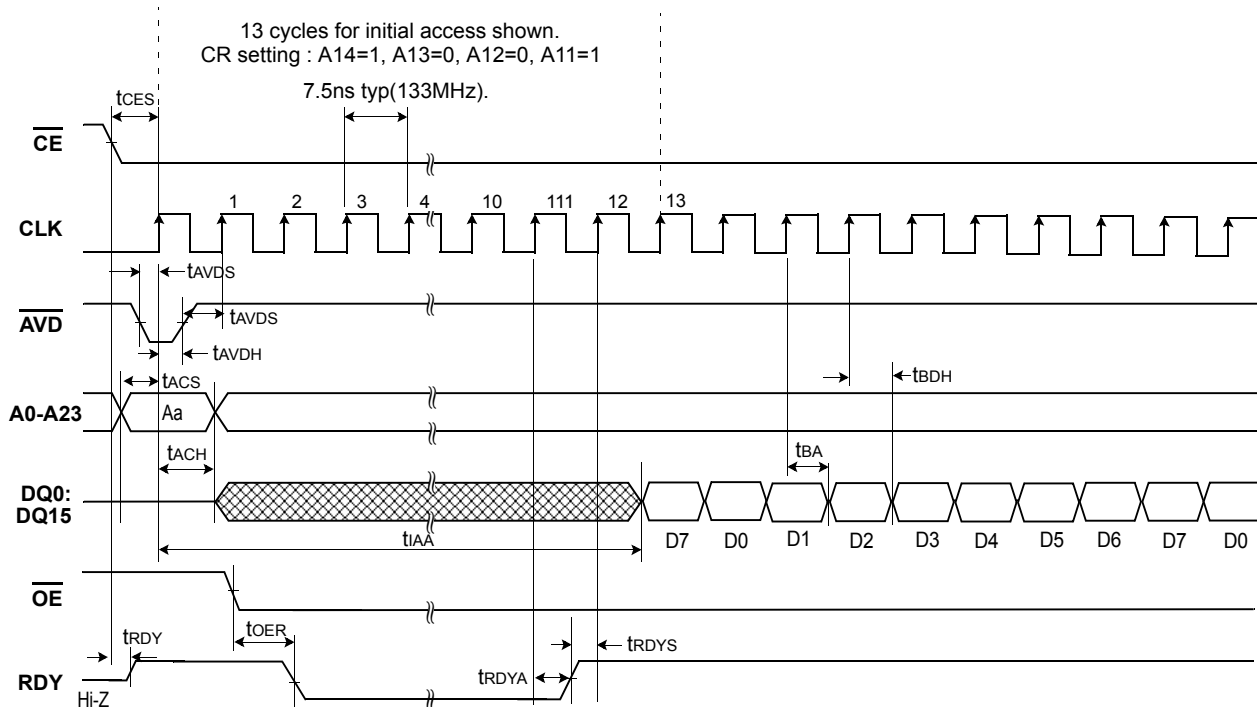 13 cycles for initial access shown.
CR setting : A14=1, A13=0, A12=0, A11=1
7.5ns typ(133MHz).
tCES
CE
CLK
1 2 3 4 10 111 12 13
tAVDS
AVD
tAVDS
tAVDH
tACS
tBDH
A0-A23
Aa
tACH
tBA
DQ0:
DQ15
tIAA
D7 D0 D1 D2 D3 D4 D5 D6 D7 D0
OE
tOER
tRDY
tRDYS
RDY
tRDYA
Hi-Z